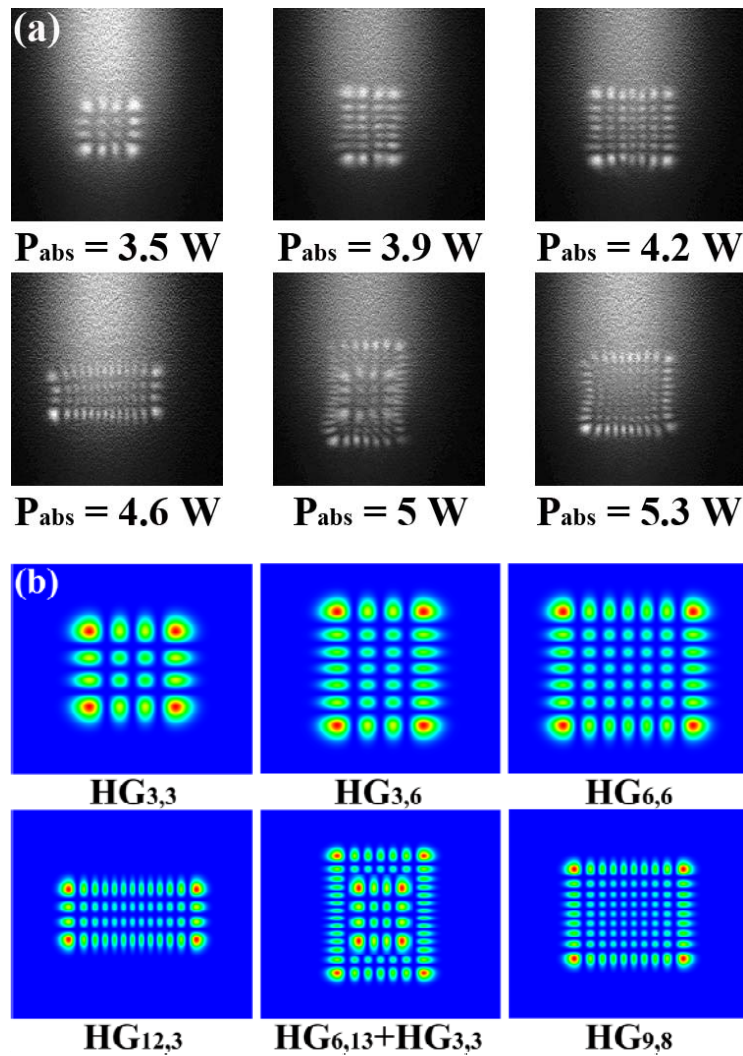 (a)
Pabs = 3.5 W Pabs = 3.9 W Pabs = 4.2 W
Pabs = 4.6 W Pabs = 5 W Pabs = 5.3 W
(b)
HG3,3 HG3,6 HG6,6
HG12,3 HG6,13+HG3,3 HG9,8